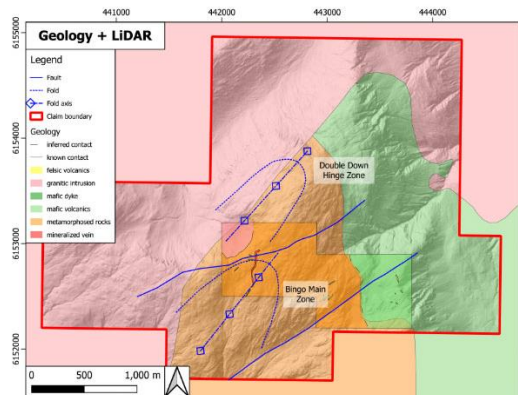 441000
442000
443000
444000
6155000
6154000
6153000
6152000
Geology + LiDAR
Legend
Fault
Fold
Fold axis
Claim boundary
Geology
inferred contact
known contact
felsic volcanics
granitic intrusion
mafic dyke
mafic volcanics
metamorphosed rocks
mineralized vein
Double Down
Hinge Zone
Bingo Main
Zone
0
500
1,000 m